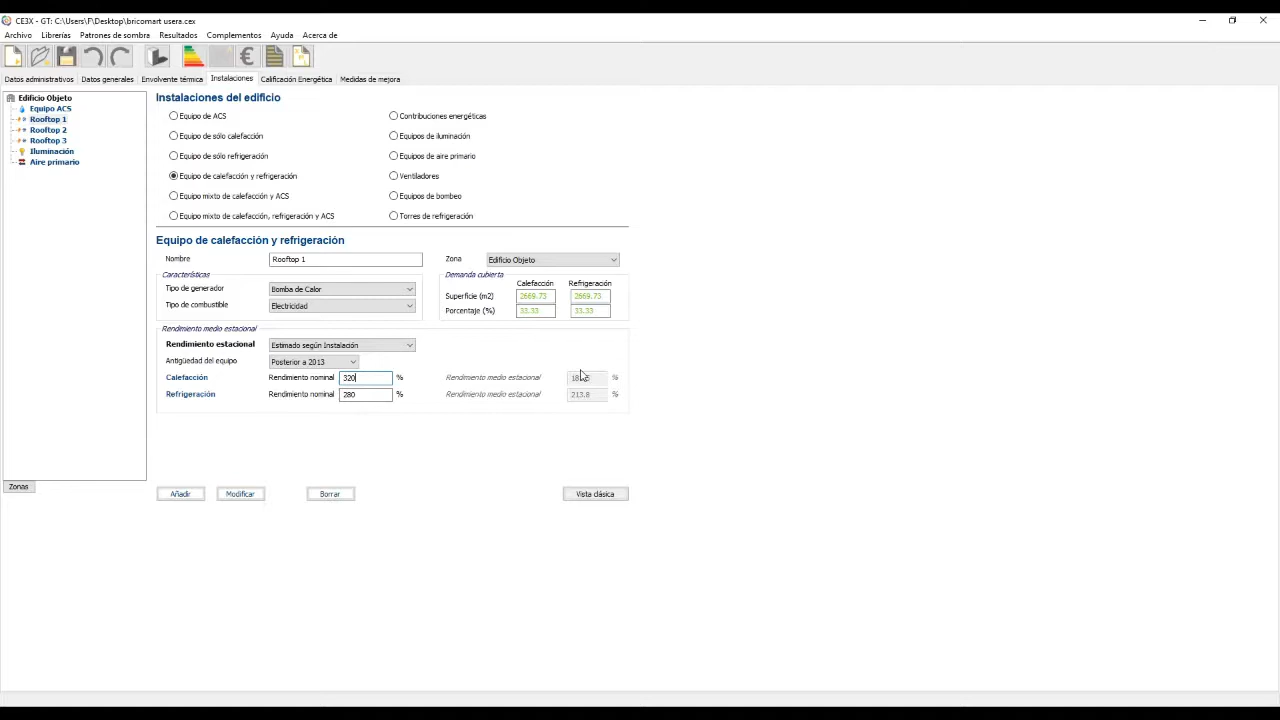 CE3X - GT: C:\Users\F\Desktop\bricomart usera.cex
Archivo Librerías Patrones de sombra Resultados Complementos Ayuda Acerca de
Datos administrativos Datos generales Envolvente térmica Instalaciones Calificación Energética Medidas de mejora
Edificio Objeto
Equipo ACS
Rooftop 1
Rooftop 2
Rooftop 3
Iluminación
Aire primario
Zonas
Instalaciones del edificio
Equipo de ACS
Equipo de sólo calefacción
Equipo de sólo refrigeración
Equipo de calefacción y refrigeración
Equipo mixto de calefacción y ACS
Equipo mixto de calefacción, refrigeración y ACS
Contribuciones energéticas
Equipos de iluminación
Equipos de aire primario
Ventiladores
Equipos de bombeo
Torres de refrigeración
Equipo de calefacción y refrigeración
Nombre Rooftop 1 Zona Edificio Objeto
Características
Tipo de generador Bomba de Calor
Tipo de combustible Electricidad
Demanda cubierta
Calefacción Refrigeración
Superficie (m2) 2669.73 2669.73
Porcentaje (%) 33.33 33.33
Rendimiento medio estacional
Rendimiento estacional Estimado según Instalación
Antigüedad del equipo Posterior a 2013
Calefacción Rendimiento nominal 320 % Rendimiento medio estacional %
Refrigeración Rendimiento nominal 280 % Rendimiento medio estacional 213.8 %
Añadir Modificar Borrar Vista clásica